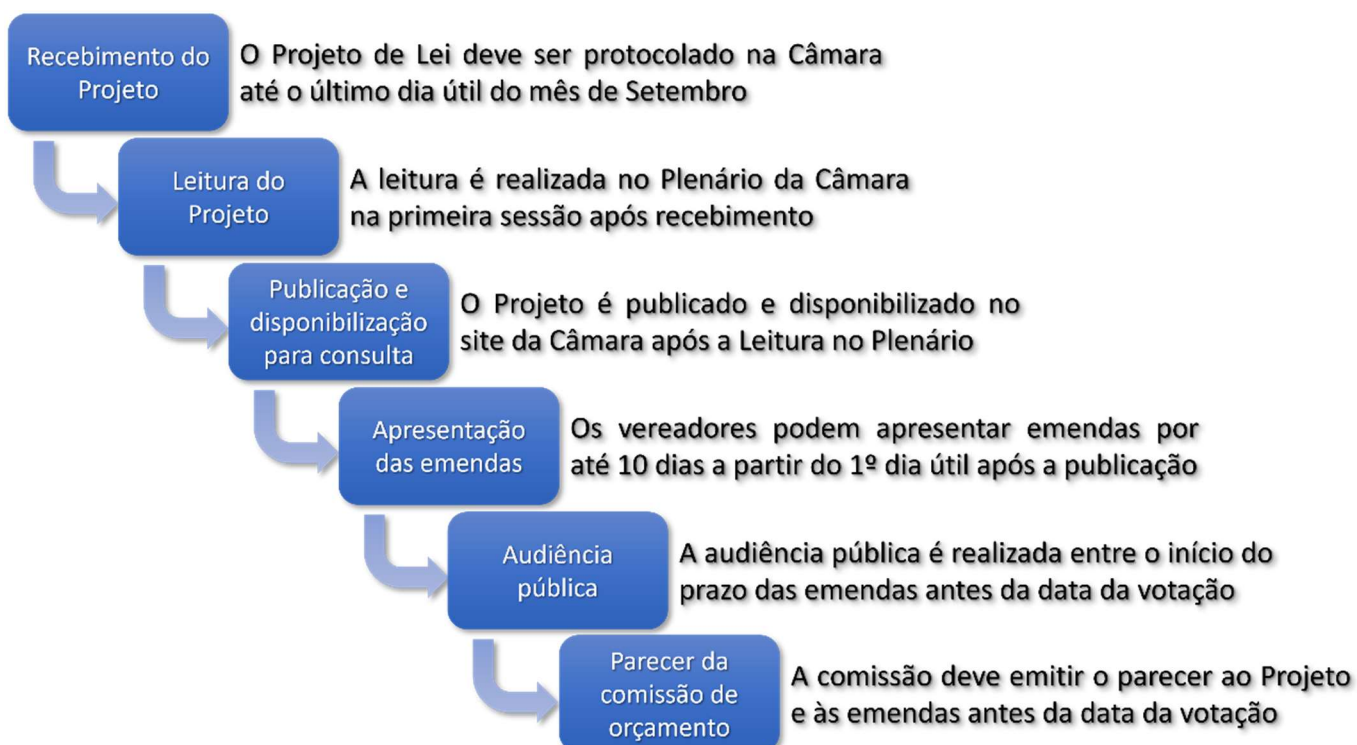 Recebimento do
Projeto
O Projeto de Lei deve ser protocolado na Câmara
até o último dia útil do mês de Setembro
Leitura do
Projeto
A leitura é realizada no Plenário da Câmara
na primeira sessão após recebimento
Publicação e
disponibilização
para consulta
O Projeto é publicado e disponibilizado no
site da Câmara após a Leitura no Plenário
Apresentação
das emendas
Os vereadores podem apresentar emendas por
até 10 dias a partir do 1º dia útil após a publicação
Audiência
pública
A audiência pública é realizada entre o início do
prazo das emendas antes da data da votação
Parecer da
comissão de
orçamento
A comissão deve emitir o parecer ao Projeto
e às emendas antes da data da votação